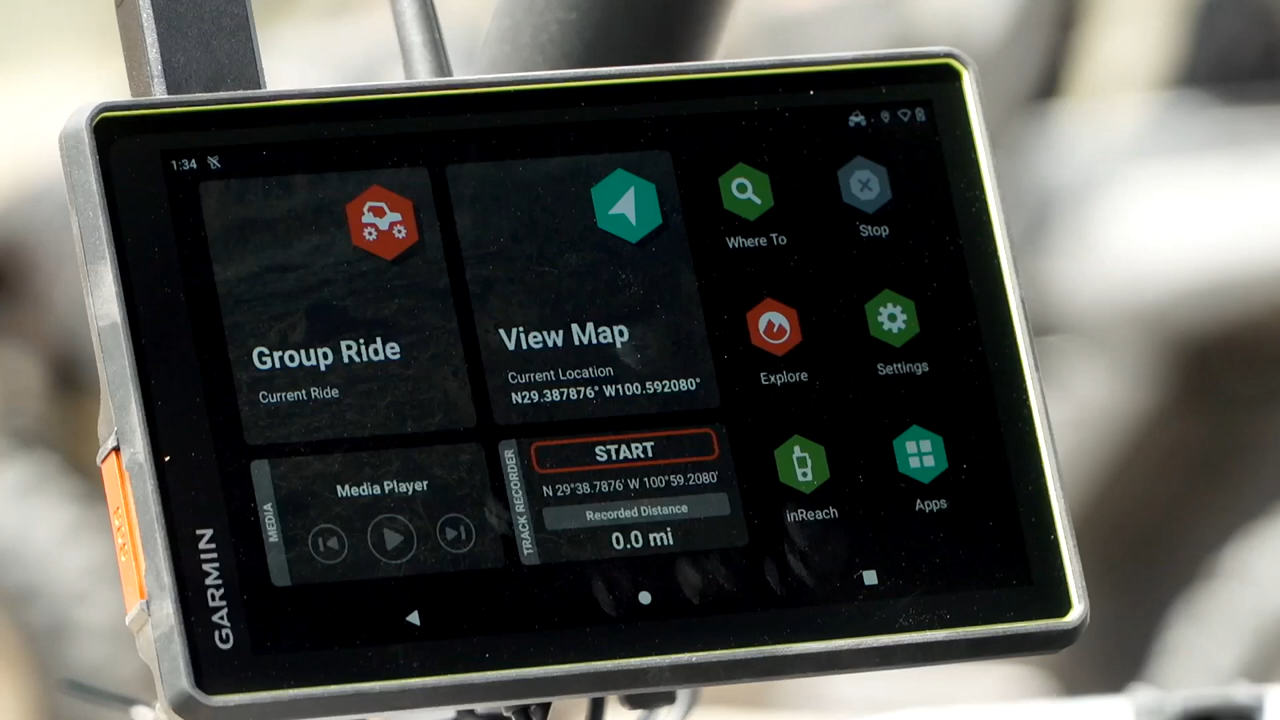 1:34
Group Ride
Current Ride
View Map
Current Location
N29.387876° W100.592080°
Where To
Stop
Explore
Settings
inReach
Apps
MEDIA
Media Player
TRACK RECORDER
START
N 29°38.7876' W 100°59.2080'
Recorded Distance
0.0 mi
GARMIN